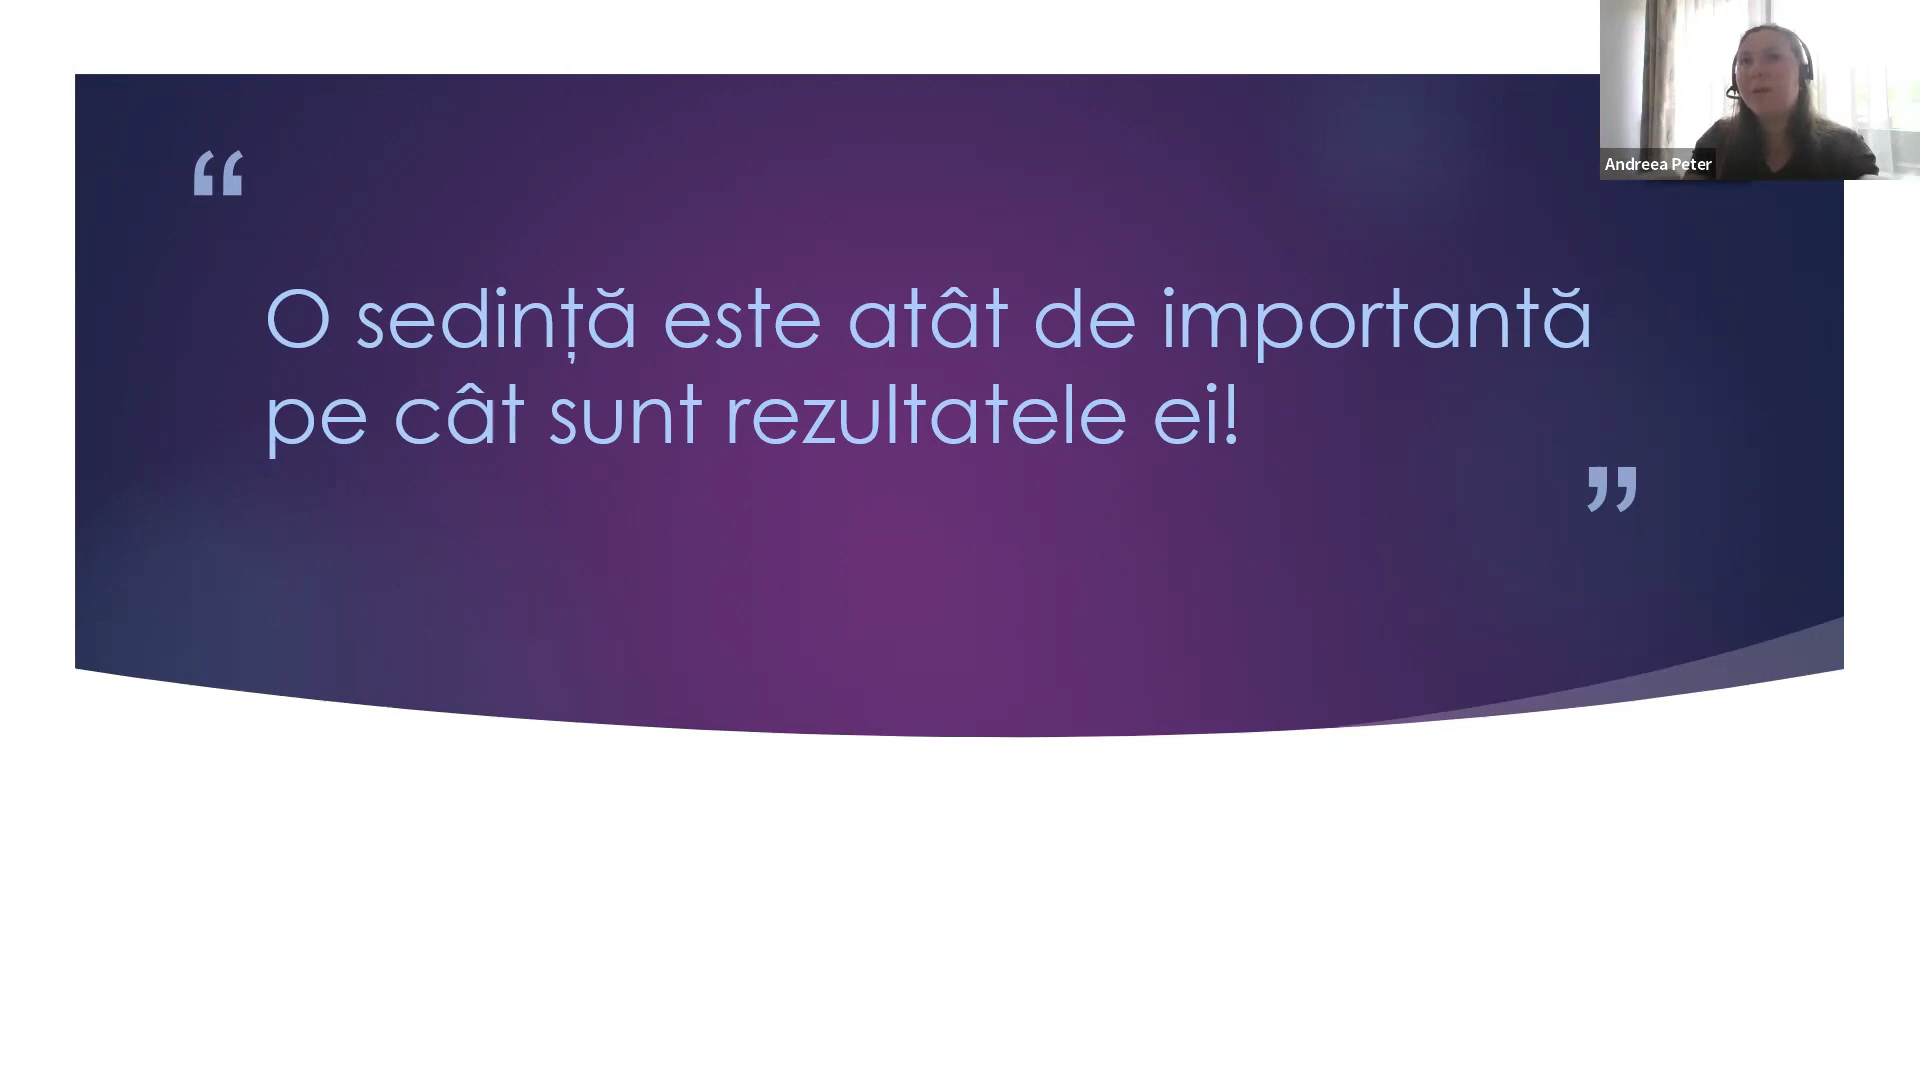 Andreea Peter
“
O sedință este atât de importantă
pe cât sunt rezultatele ei!
”